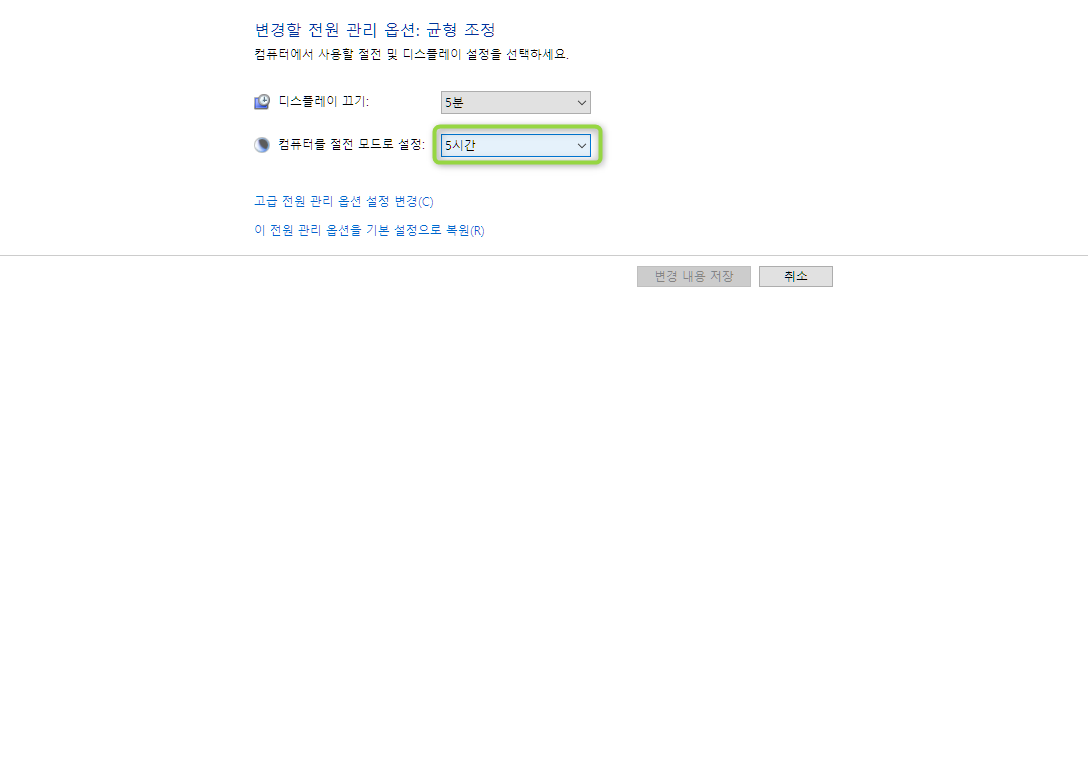 변경할 전원 관리 옵션: 균형 조정
컴퓨터에서 사용할 절전 및 디스플레이 설정을 선택하세요.
디스플레이 끄기: 5분
컴퓨터를 절전 모드로 설정: 5시간
고급 전원 관리 옵션 설정 변경(C)
이 전원 관리 옵션을 기본 설정으로 복원(R)
변경 내용 저장 취소